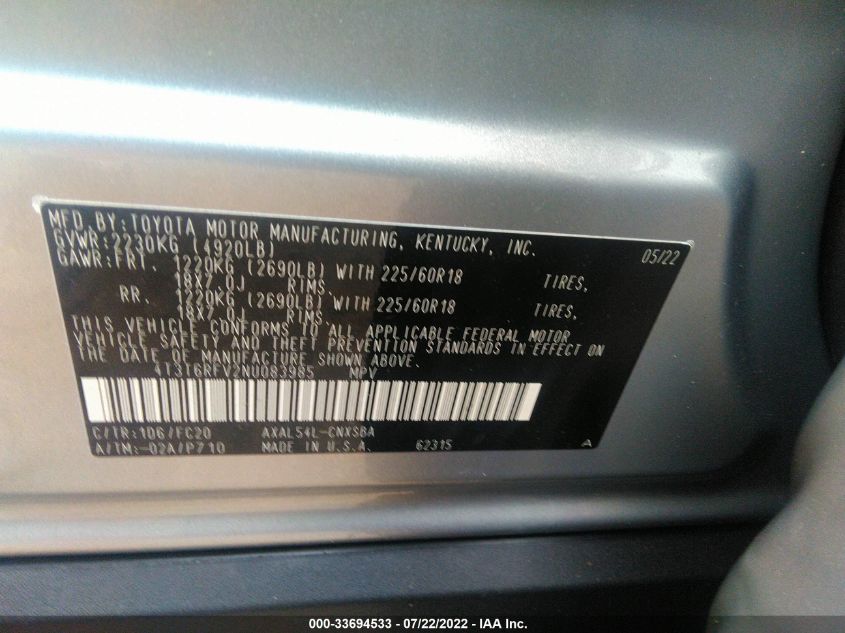 MFD. BY:TOYOTA MOTOR MANUFACTURING, KENTUCKY, INC.
GVWR:2230KG (4920LB) 05/22
GAWR:FRT. 1220KG (2690LB) WITH 225/60R18 TIRES,
18X7.0J RIMS,
RR. 1220KG (2690LB) WITH 225/60R18 TIRES,
18X7.0J RIMS.
THIS VEHICLE CONFORMS TO ALL APPLICABLE FEDERAL MOTOR
VEHICLE SAFETY AND THEFT PREVENTION STANDARDS IN EFFECT ON
THE DATE OF MANUFACTURE SHOWN ABOVE.
4T3T6RFV2NU083985 MPV
C/TR:1D6/FC20 AXAL54L-CNXSBA
A/TM:-02A/P710 MADE IN U.S.A. 62315 A
000-33694533 / 07/22/2022 - IAA Inc.